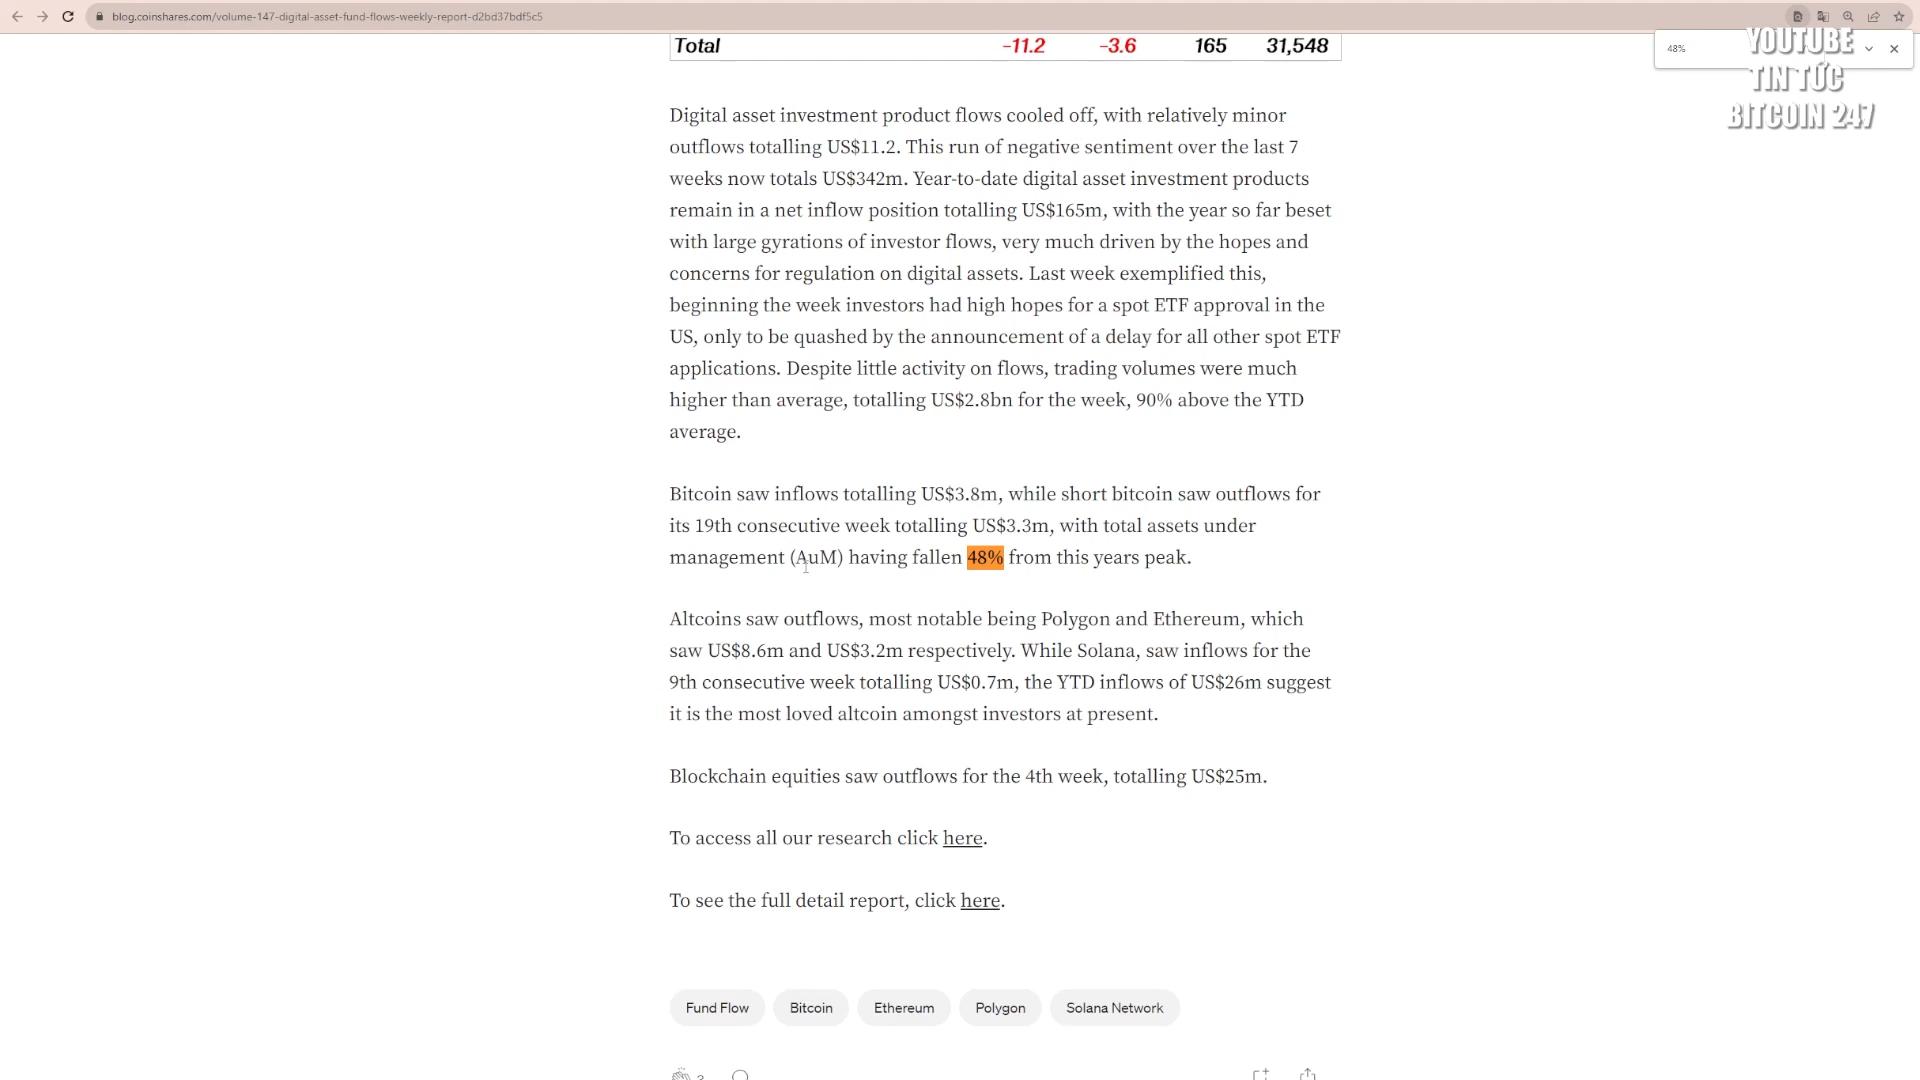 blog.coinshares.com/volume-147-digital-asset-fund-flows-weekly-report-d2bd37bdf5c5
48%
YOUTUBE
TIN TỨC
BITCOIN 247
Total -11.2 -3.6 165 31,548
Digital asset investment product flows cooled off, with relatively minor
outflows totalling US$11.2. This run of negative sentiment over the last 7
weeks now totals US$342m. Year-to-date digital asset investment products
remain in a net inflow position totalling US$165m, with the year so far beset
with large gyrations of investor flows, very much driven by the hopes and
concerns for regulation on digital assets. Last week exemplified this,
beginning the week investors had high hopes for a spot ETF approval in the
US, only to be quashed by the announcement of a delay for all other spot ETF
applications. Despite little activity on flows, trading volumes were much
higher than average, totalling US$2.8bn for the week, 90% above the YTD
average.
Bitcoin saw inflows totalling US$3.8m, while short bitcoin saw outflows for
its 19th consecutive week totalling US$3.3m, with total assets under
management (AuM) having fallen 48% from this years peak.
Altcoins saw outflows, most notable being Polygon and Ethereum, which
saw US$8.6m and US$3.2m respectively. While Solana, saw inflows for the
9th consecutive week totalling US$0.7m, the YTD inflows of US$26m suggest
it is the most loved altcoin amongst investors at present.
Blockchain equities saw outflows for the 4th week, totalling US$25m.
To access all our research click here.
To see the full detail report, click here.
Fund Flow Bitcoin Ethereum Polygon Solana Network